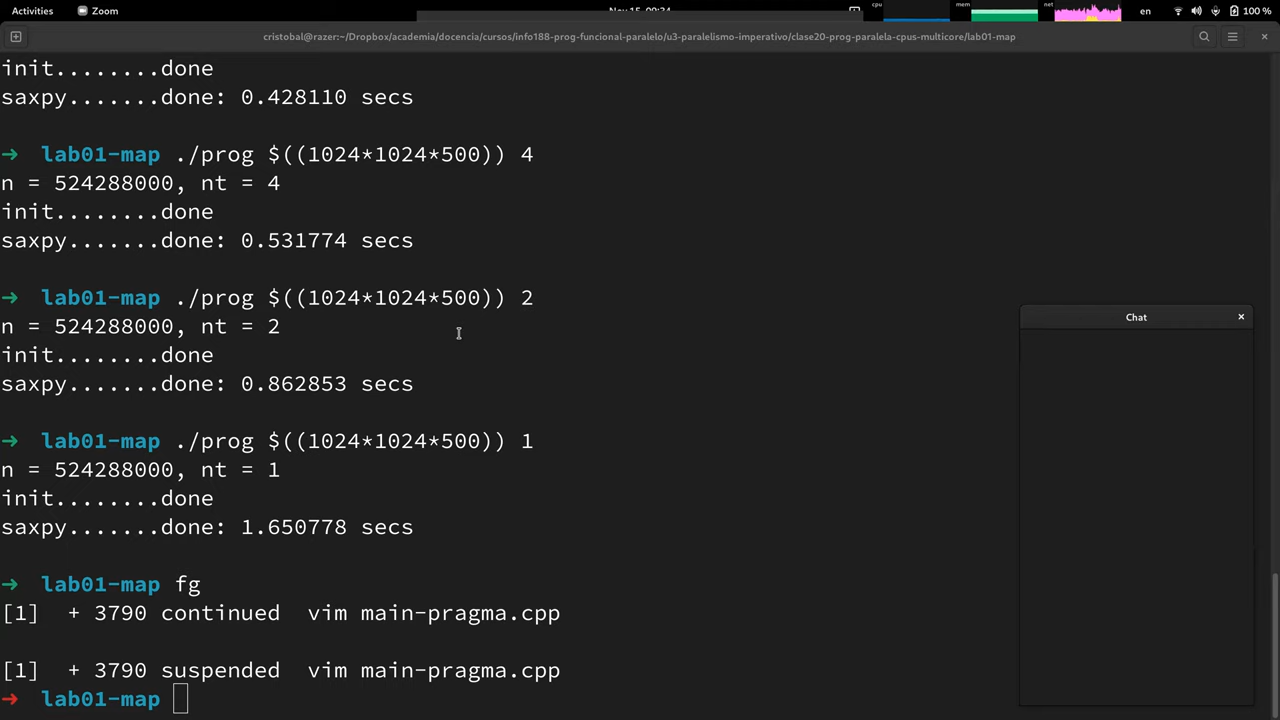 Activities
Zoom
cpu
mem
net
en
100 %
cristobal@razer:~/Dropbox/academia/docencia/cursos/info188-prog-funcional-paralelo/u3-paralelismo-imperativo/clase20-prog-paralela-cpus-multicore/lab01-map
init........done
saxpy.......done: 0.428110 secs
→ lab01-map ./prog $((1024*1024*500)) 4
n = 524288000, nt = 4
init........done
saxpy.......done: 0.531774 secs
→ lab01-map ./prog $((1024*1024*500)) 2
n = 524288000, nt = 2
init........done
saxpy.......done: 0.862853 secs
→ lab01-map ./prog $((1024*1024*500)) 1
n = 524288000, nt = 1
init........done
saxpy.......done: 1.650778 secs
→ lab01-map fg
[1]  + 3790 continued  vim main-pragma.cpp
[1]  + 3790 suspended  vim main-pragma.cpp
→ lab01-map
Chat